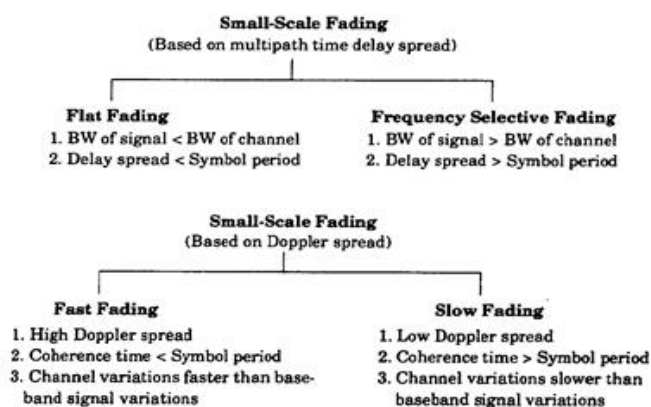 Small-Scale Fading
(Based on multipath time delay spread)
Flat Fading
1. BW of signal < BW of channel
2. Delay spread < Symbol period
Frequency Selective Fading
1. BW of signal > BW of channel
2. Delay spread > Symbol period
Small-Scale Fading
(Based on Doppler spread)
Fast Fading
1. High Doppler spread
2. Coherence time < Symbol period
3. Channel variations faster than base-
band signal variations
Slow Fading
1. Low Doppler spread
2. Coherence time > Symbol period
3. Channel variations slower than
baseband signal variations